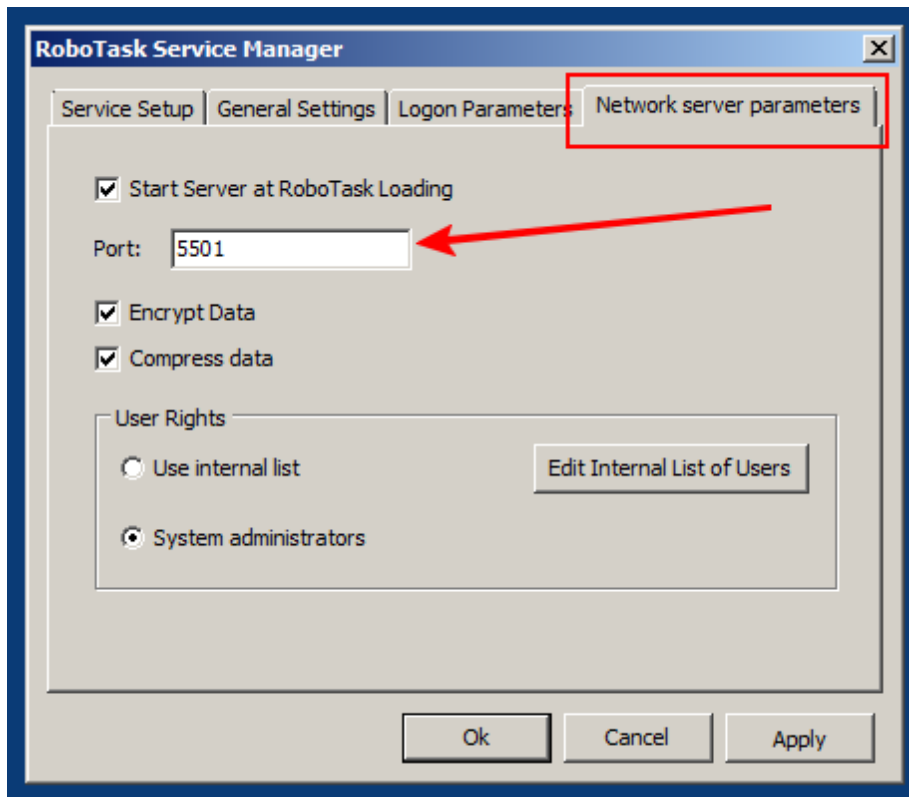 RoboTask Service Manager
Service Setup General Settings Logon Parameters Network server parameters
Start Server at RoboTask Loading
Port: 5501
Encrypt Data
Compress data
User Rights
Use internal list Edit Internal List of Users
System administrators
Ok Cancel Apply